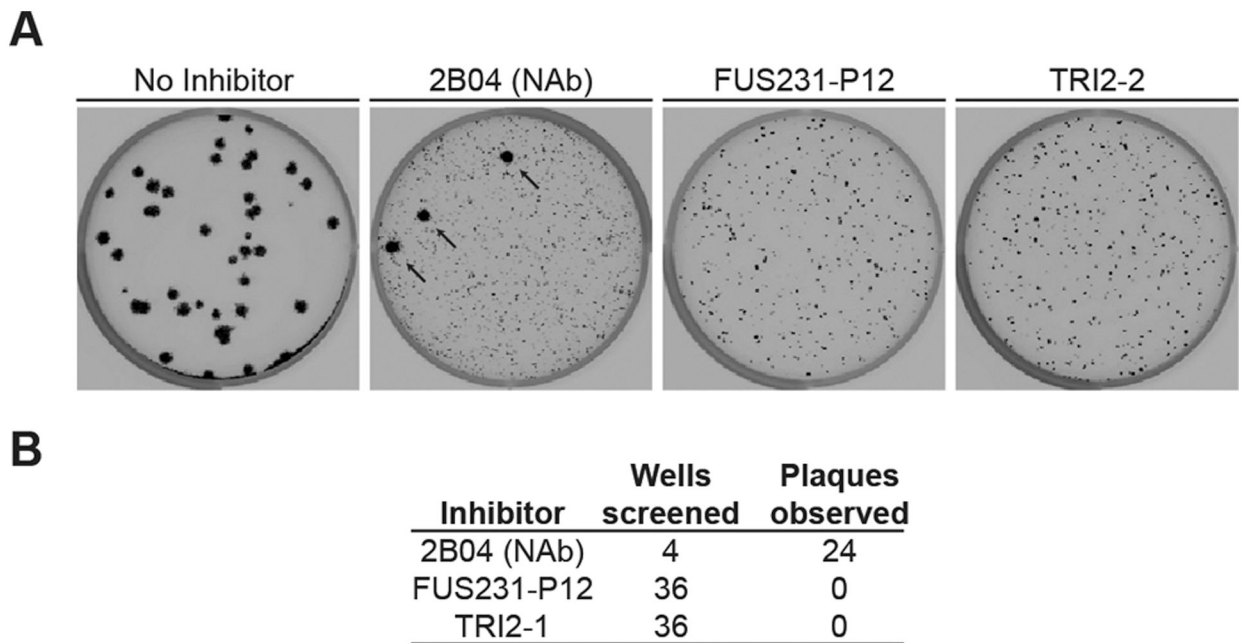 A
No Inhibitor 2B04 (NAb) FUS231-P12 TRI2-2
B
Wells Plaques
Inhibitor screened observed
2B04 (NAb) 4 24
FUS231-P12 36 0
TRI2-1 36 0